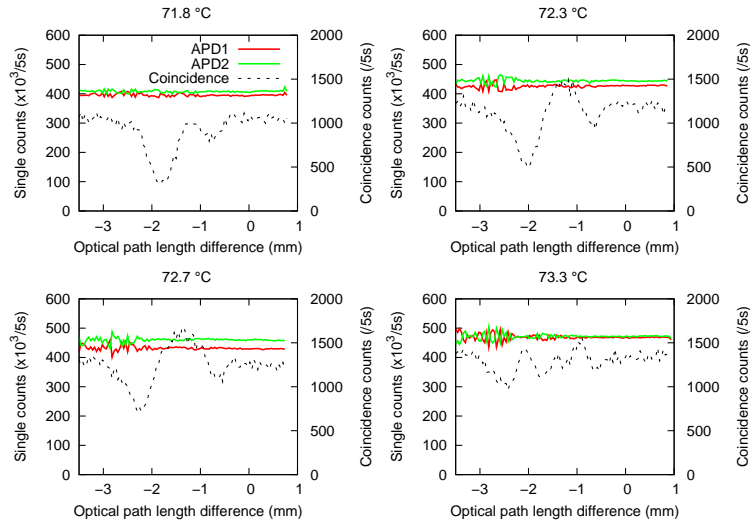 71.8 °C
Single counts (x10³/5s)
600
500
400
300
200
100
0
APD1
APD2
Coincidence
2000
1500
1000
500
0
Coincidence counts (/5s)
−3 −2 −1 0 1
Optical path length difference (mm)
72.3 °C
Single counts (x10³/5s)
600
500
400
300
200
100
0
2000
1500
1000
500
0
Coincidence counts (/5s)
−3 −2 −1 0 1
Optical path length difference (mm)
72.7 °C
Single counts (x10³/5s)
600
500
400
300
200
100
0
2000
1500
1000
500
0
Coincidence counts (/5s)
−3 −2 −1 0 1
Optical path length difference (mm)
73.3 °C
Single counts (x10³/5s)
600
500
400
300
200
100
0
2000
1500
1000
500
0
Coincidence counts (/5s)
−3 −2 −1 0 1
Optical path length difference (mm)